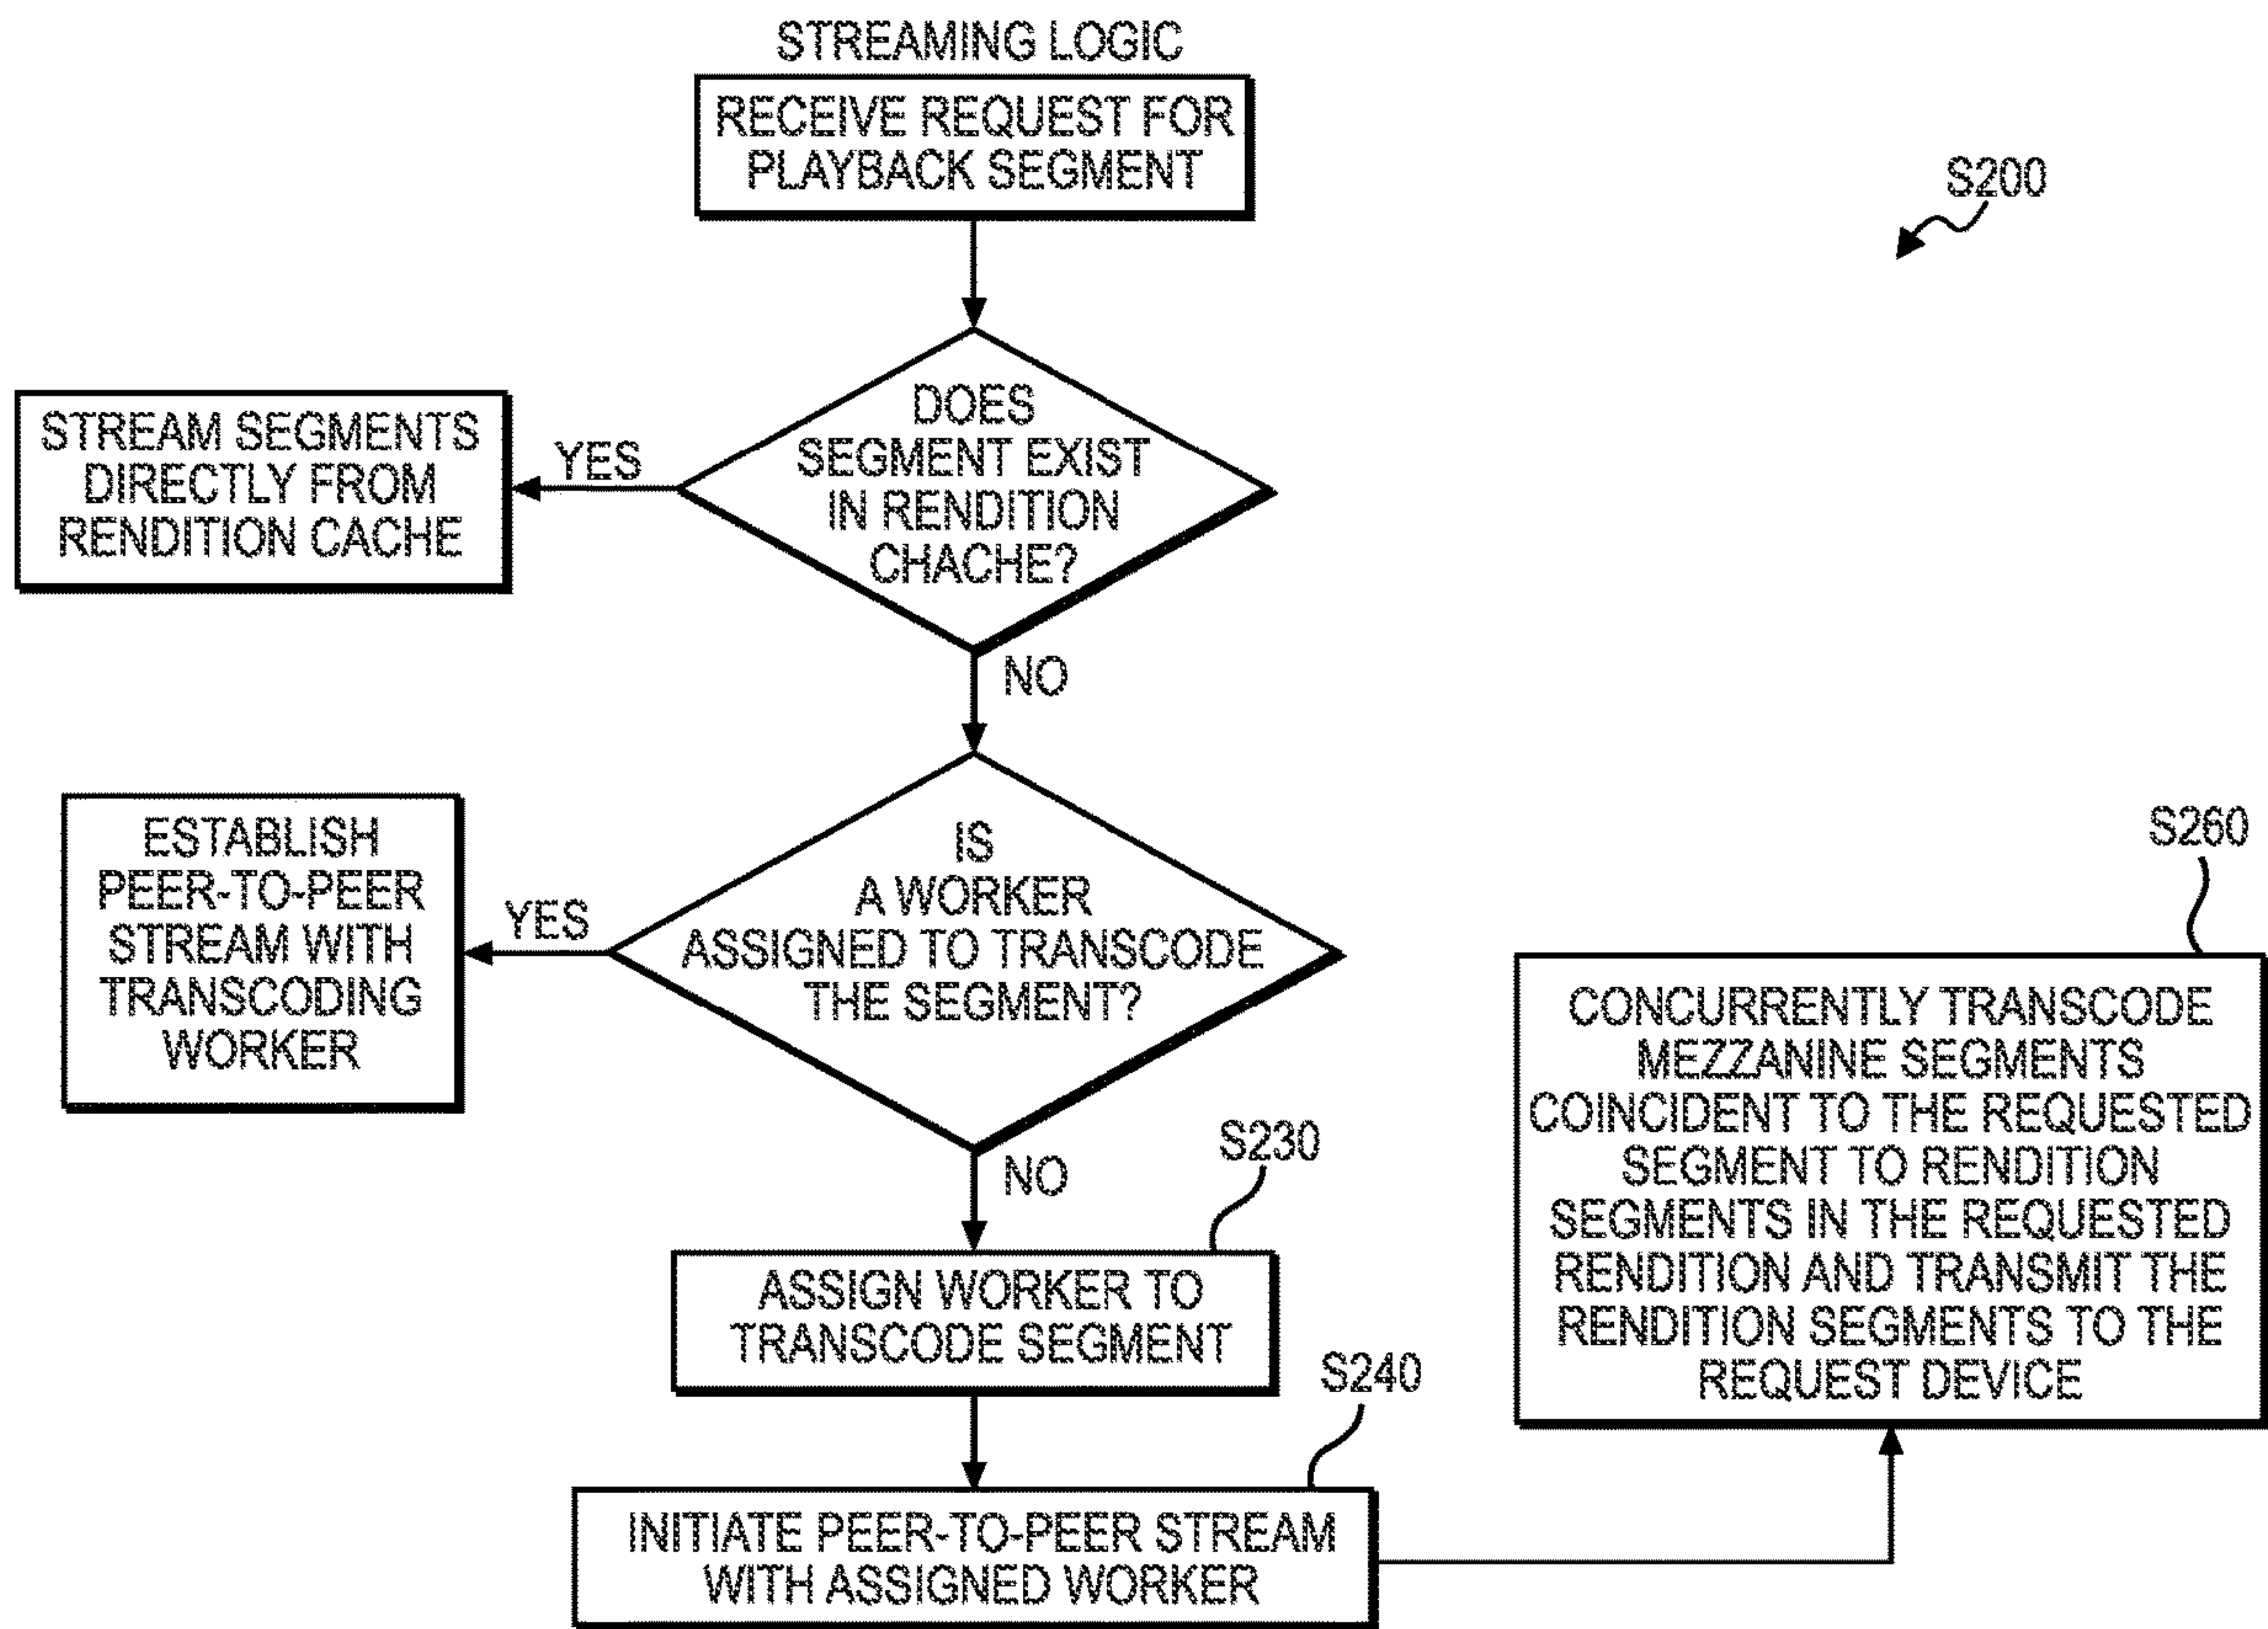 STREAMING LOGIC
RECEIVE REQUEST FOR
PLAYBACK SEGMENT
S200
DOES
SEGMENT EXIST
IN RENDITION
CHACHE?
YES
STREAM SEGMENTS
DIRECTLY FROM
RENDITION CACHE
NO
IS
A WORKER
ASSIGNED TO TRANSCODE
THE SEGMENT?
YES
ESTABLISH
PEER-TO-PEER
STREAM WITH
TRANSCODING
WORKER
NO
S230
ASSIGN WORKER TO
TRANSCODE SEGMENT
S240
INITIATE PEER-TO-PEER STREAM
WITH ASSIGNED WORKER
S260
CONCURRENTLY TRANSCODE
MEZZANINE SEGMENTS
COINCIDENT TO THE REQUESTED
SEGMENT TO RENDITION
SEGMENTS IN THE REQUESTED
RENDITION AND TRANSMIT THE
RENDITION SEGMENTS TO THE
REQUEST DEVICE